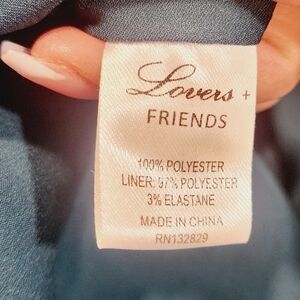 Lovers +
FRIENDS
100% POLYESTER
LINER: 97% POLYESTER
3% ELASTANE
MADE IN CHINA
RN132829